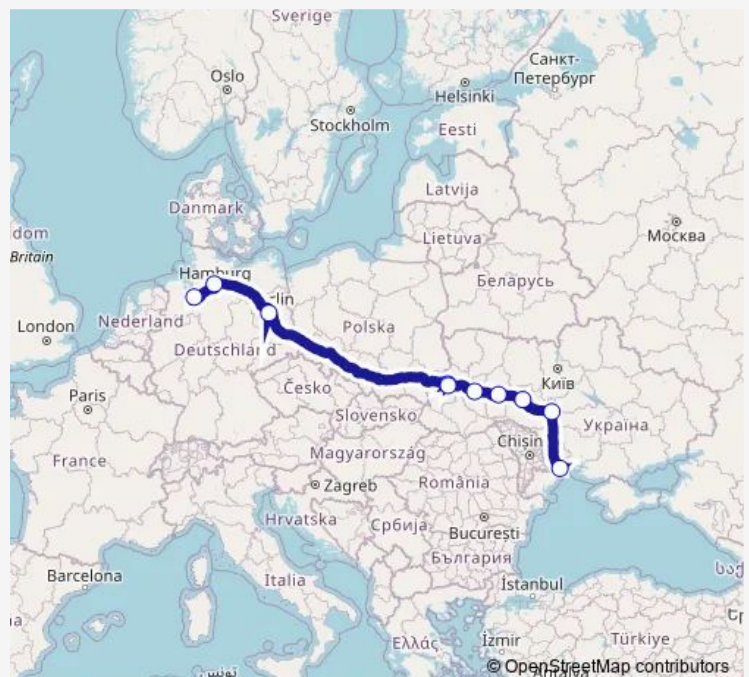 Sverige
Санкт-
Петербург
Oslo
Helsinki
Stockholm
Eesti
Latvija
Danmark
Москва
Lietuva
Britain
Беларусь
Hamburg
London
Nederland
Polska
Deutschland
Київ
Paris
Česko
Україна
Slovensko
Chișin
France
Magyarország
România
Zagreb
Hrvatska
Србија
București
България
Barcelona
Italia
İstanbul
Ελλάς
İzmir
Türkiye
تونس
© OpenStreetMap contributors